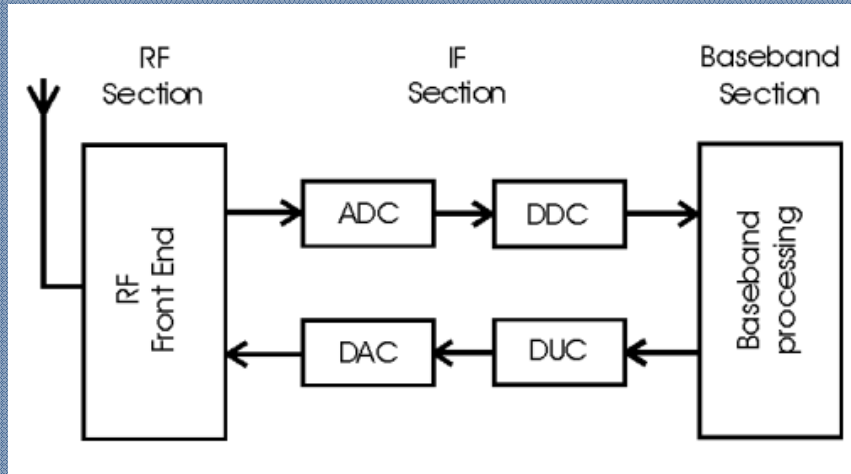 RF
Section
IF
Section
Baseband
Section
RF
Front End
ADC
DDC
Baseband
processing
DAC
DUC